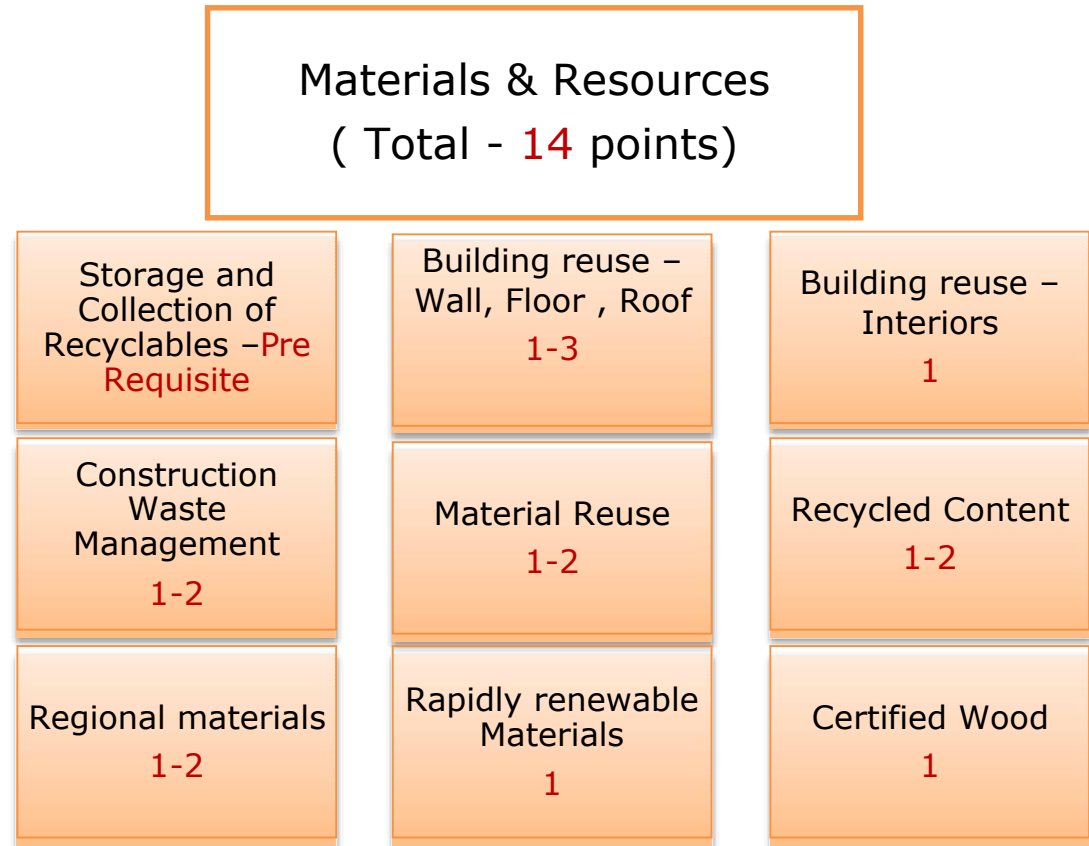 Materials & Resources
( Total - 14 points)
Storage and
Collection of
Recyclables –Pre
Requisite
Building reuse –
Wall, Floor , Roof
1-3
Building reuse –
Interiors
1
Construction
Waste
Management
1-2
Material Reuse
1-2
Recycled Content
1-2
Regional materials
1-2
Rapidly renewable
Materials
1
Certified Wood
1